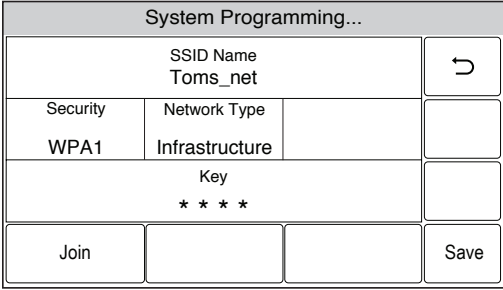 System Programming...
SSID Name
Toms_net
Security Network Type
WPA1 Infrastructure
Key
* * * *
Join Save